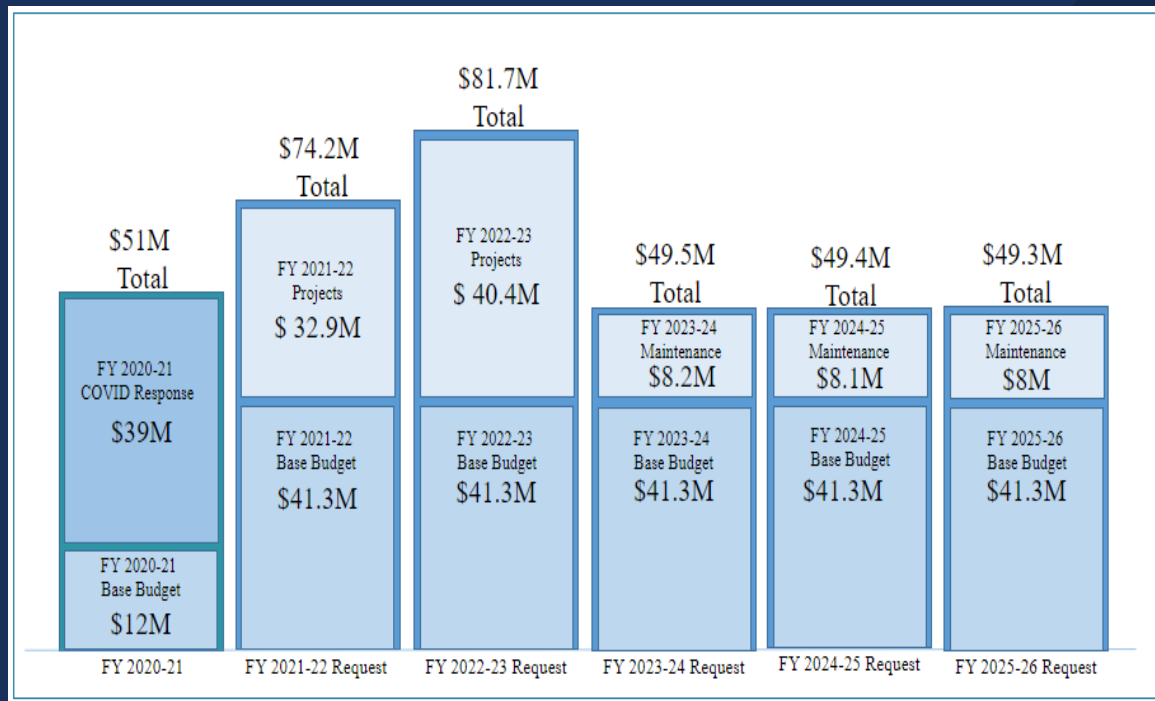 $51M
Total
FY 2020-21
COVID Response
$39M
FY 2020-21
Base Budget
$12M
FY 2020-21
$74.2M
Total
FY 2021-22
Projects
$ 32.9M
FY 2021-22
Base Budget
$41.3M
FY 2021-22 Request
$81.7M
Total
FY 2022-23
Projects
$ 40.4M
FY 2022-23
Base Budget
$41.3M
FY 2022-23 Request
$49.5M
Total
FY 2023-24
Maintenance
$8.2M
FY 2023-24
Base Budget
$41.3M
FY 2023-24 Request
$49.4M
Total
FY 2024-25
Maintenance
$8.1M
FY 2024-25
Base Budget
$41.3M
FY 2024-25 Request
$49.3M
Total
FY 2025-26
Maintenance
$8M
FY 2025-26
Base Budget
$41.3M
FY 2025-26 Request